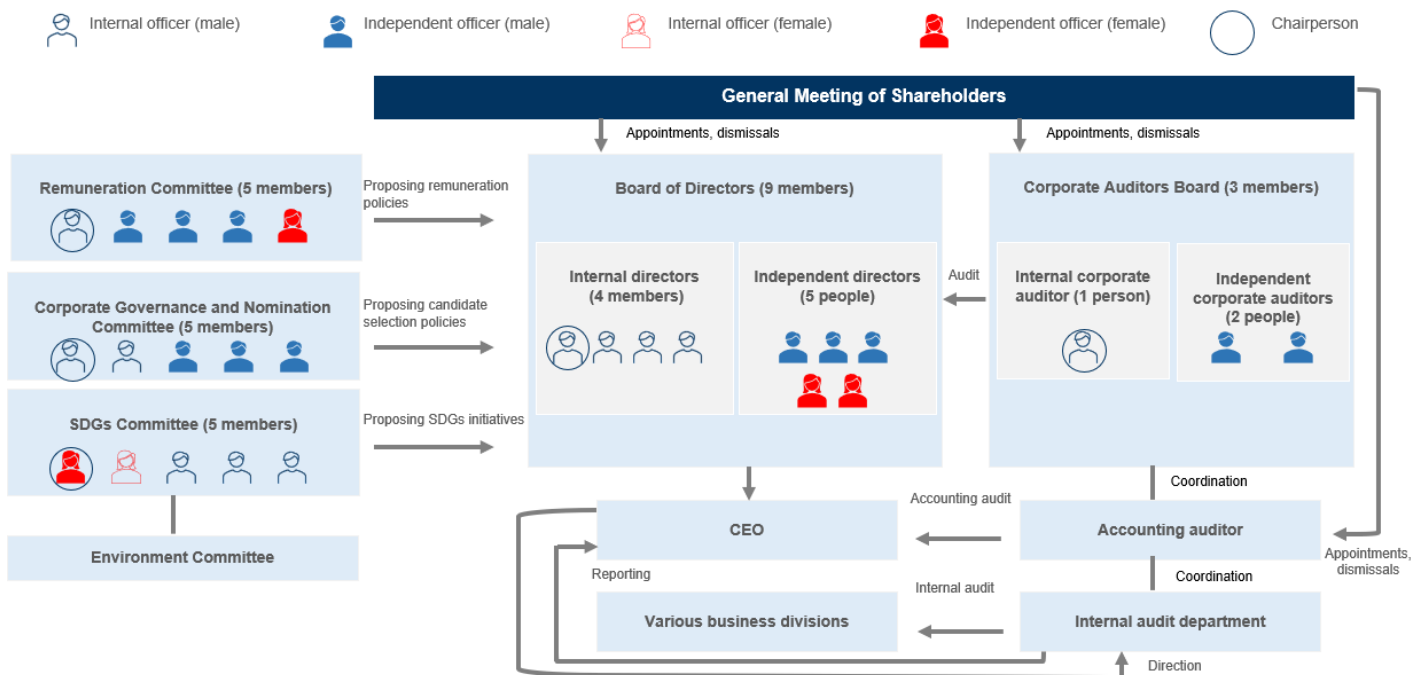 Internal officer (male)
Independent officer (male)
Internal officer (female)
Independent officer (female)
Chairperson
General Meeting of Shareholders
Appointments, dismissals
Appointments, dismissals
Remuneration Committee (5 members)
Proposing remuneration
policies
Board of Directors (9 members)
Corporate Auditors Board (3 members)
Internal directors
(4 members)
Independent directors
(5 people)
Audit
Internal corporate
auditor (1 person)
Independent
corporate auditors
(2 people)
Corporate Governance and Nomination
Committee (5 members)
Proposing candidate
selection policies
SDGs Committee (5 members)
Proposing SDGs initiatives
Environment Committee
Coordination
CEO
Accounting audit
Accounting auditor
Appointments,
dismissals
Reporting
Coordination
Various business divisions
Internal audit
Internal audit department
Direction